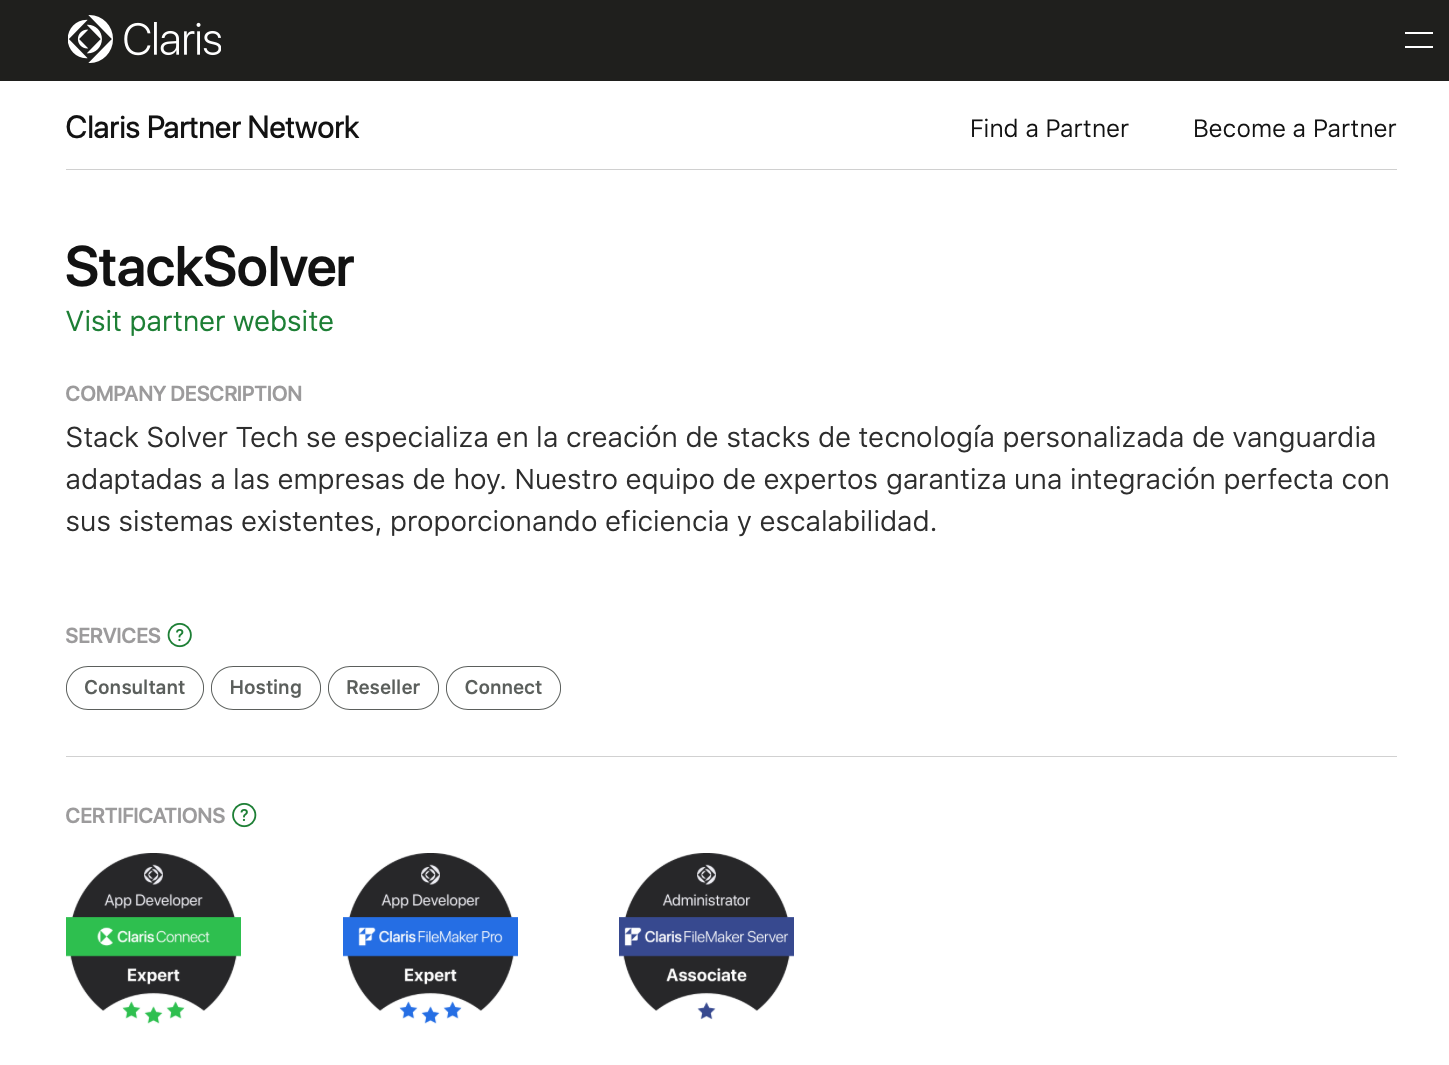 Claris
Claris Partner Network
Find a Partner
Become a Partner
StackSolver
Visit partner website
COMPANY DESCRIPTION
Stack Solver Tech se especializa en la creación de stacks de tecnología personalizada de vanguardia
adaptadas a las empresas de hoy. Nuestro equipo de expertos garantiza una integración perfecta con
sus sistemas existentes, proporcionando eficiencia y escalabilidad.
SERVICES ?
Consultant Hosting Reseller Connect
CERTIFICATIONS ?
App Developer
Claris Connect
Expert
App Developer
Claris FileMaker Pro
Expert
Administrator
Claris FileMaker Server
Associate